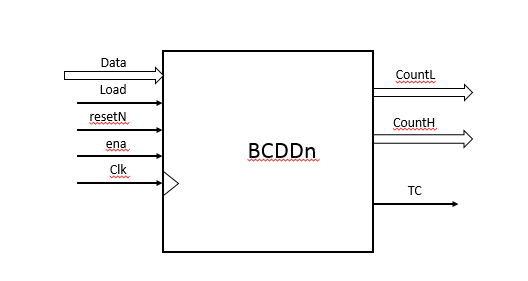 Data
Load
resetN
ena
Clk
BCDDn
CountL
CountH
TC